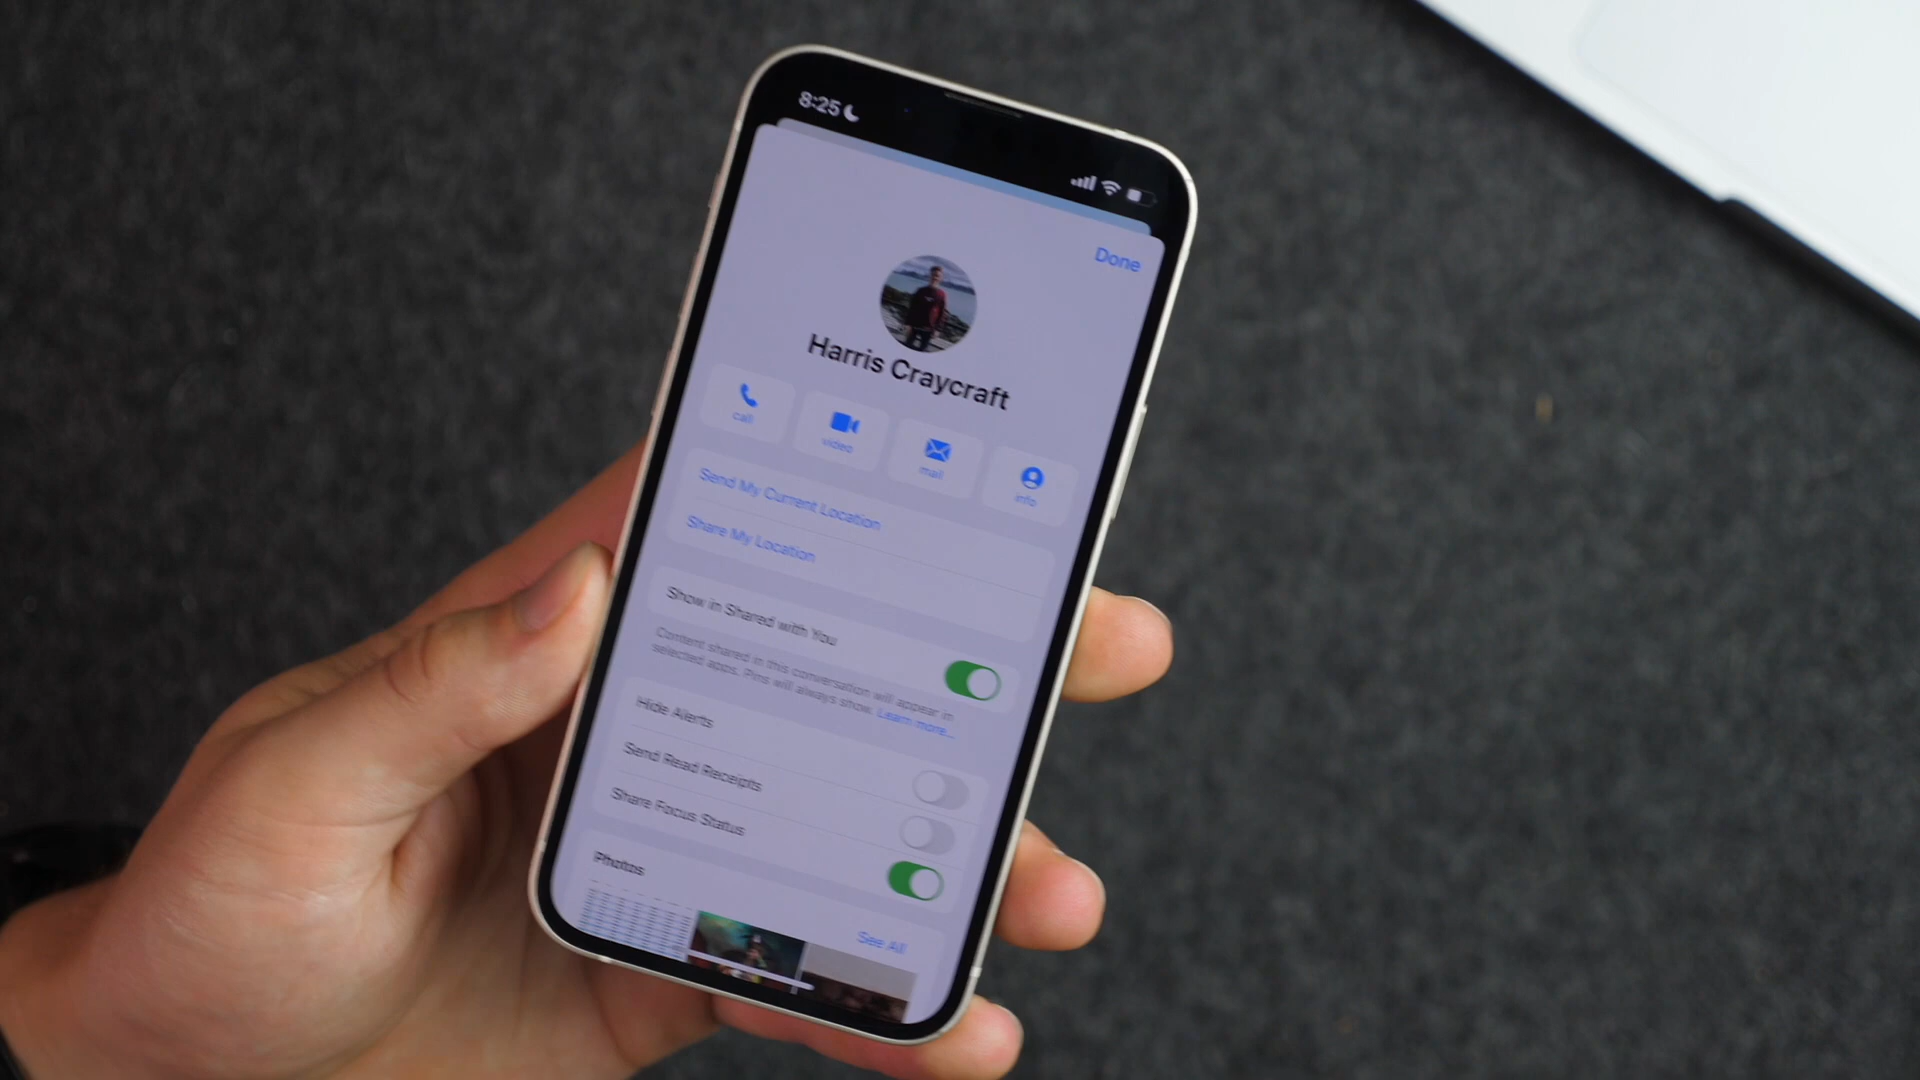 8:25
Done
Harris Craycraft
call
video
mail
info
Send My Current Location
Share My Location
Show in Shared with You
Content shared in this conversation will appear in
selected apps. Pins will always show. Learn more...
Hide Alerts
Send Read Receipts
Share Focus Status
Photos
See All